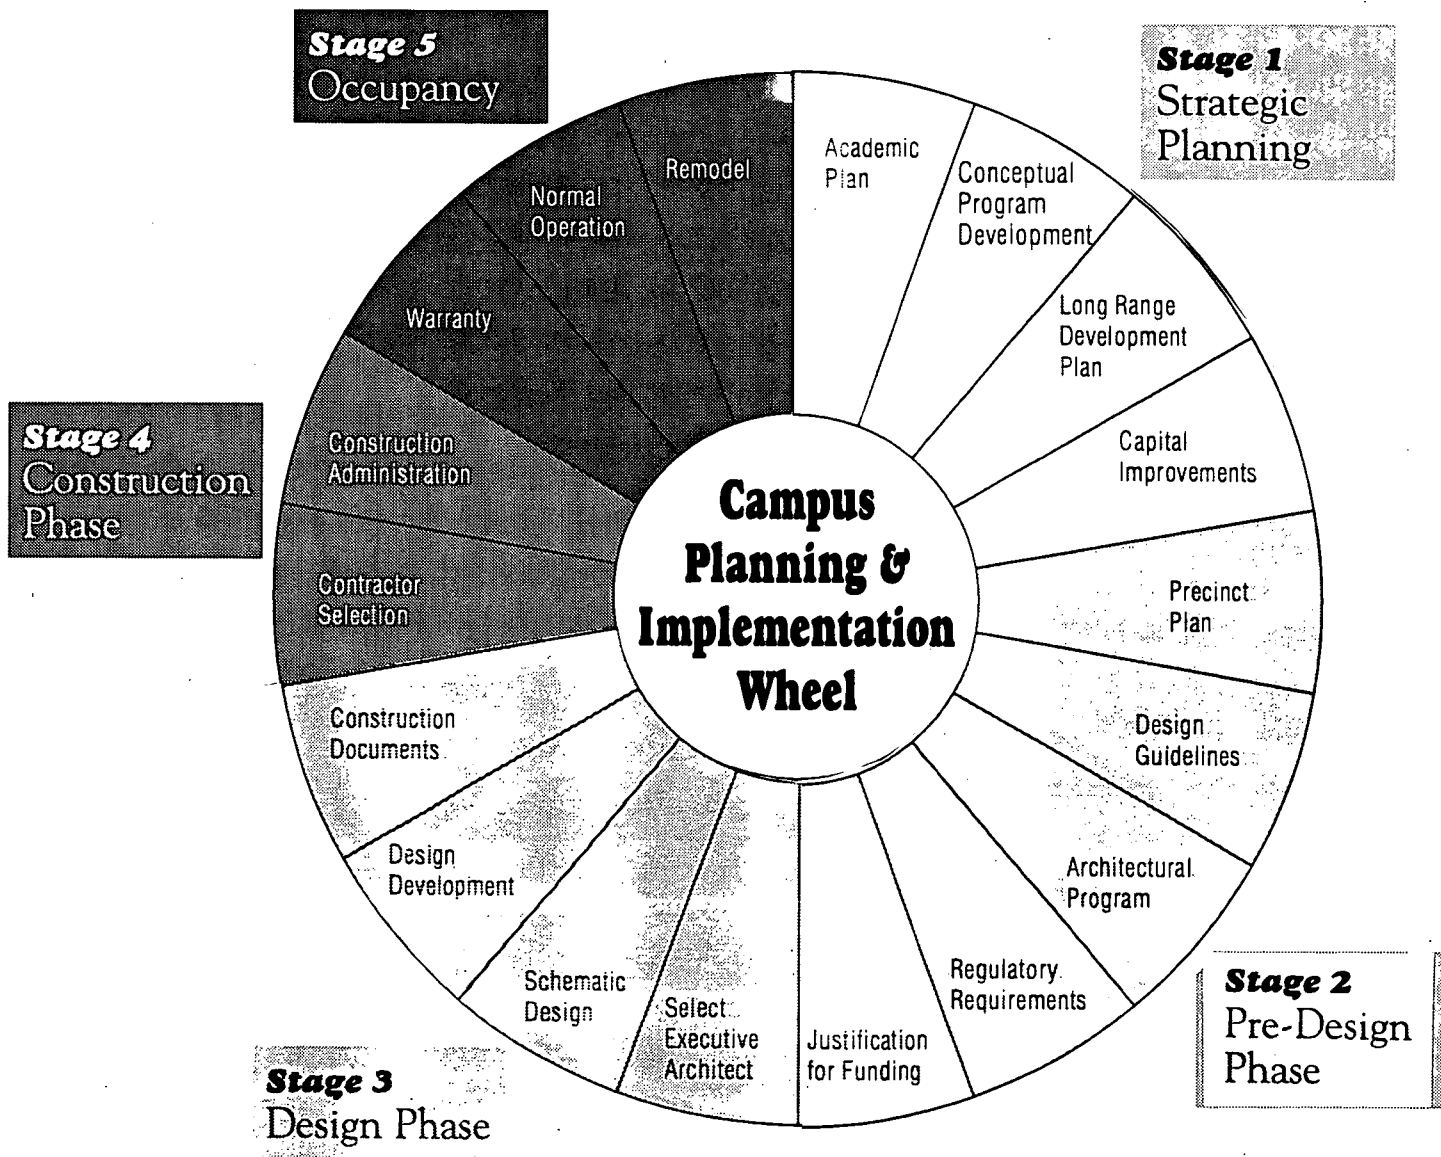 Stage 5
Occupancy
Stage 1
Strategic
Planning
Academic
Plan
Conceptual
Program
Development
Long Range
Development
Plan
Capital
Improvements
Precinct
Plan
Design
Guidelines
Architectural
Program
Regulatory
Requirements
Justification
for Funding
Stage 2
Pre-Design
Phase
Select
Executive
Architect
Schematic
Design
Design
Development
Construction
Documents
Stage 3
Design Phase
Contractor
Selection
Construction
Administration
Stage 4
Construction
Phase
Warranty
Normal
Operation
Remodel
Campus
Planning &
Implementation
Wheel